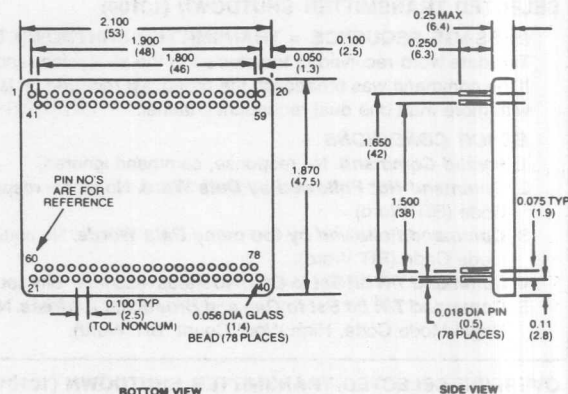 2.100
(53)
1.900
(48)
1.800
(46)
0.100
(2.5)
0.050
(1.3)
0.25 MAX
(6.4)
0.250
(6.3)
41
59
PIN NO'S
ARE FOR
REFERENCE
1.870
(47.5)
1.650
(42)
1.500
(38)
0.075 TYP
(1.9)
60
78
21
0.100 TYP
(2.5)
(TOL NONCUM)
0.056 DIA GLASS
(1.4)
BEAD (78 PLACES)
0.018 DIA PIN
(0.5)
(78 PLACES)
0.11
(2.8)
BOTTOM VIEW
SIDE VIEW